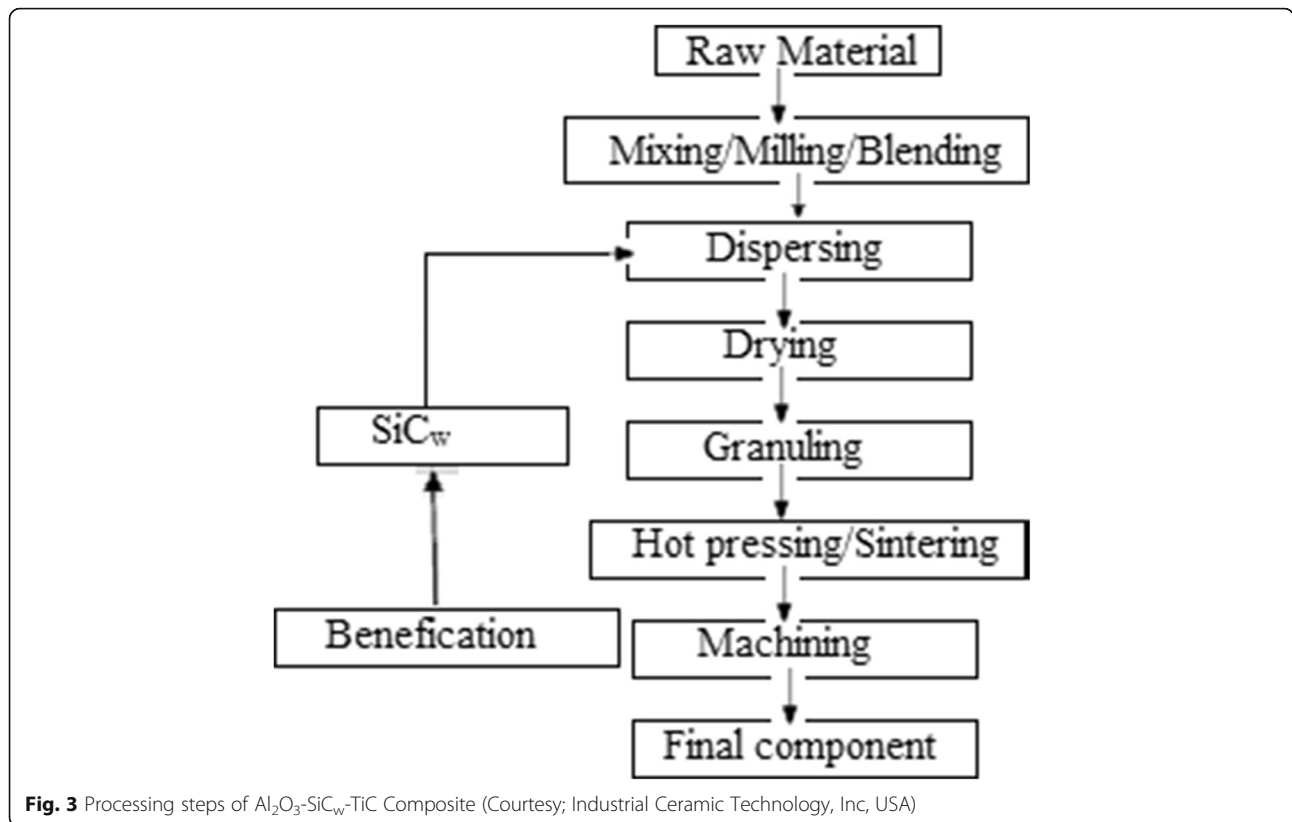 Raw Material
Mixing/Milling/Blending
Dispersing
Drying
SiCw
Granuling
Hot pressing/Sintering
Benefication
Machining
Final component
Fig. 3 Processing steps of Al₂O₃-SiCw-TiC Composite (Courtesy; Industrial Ceramic Technology, Inc, USA)